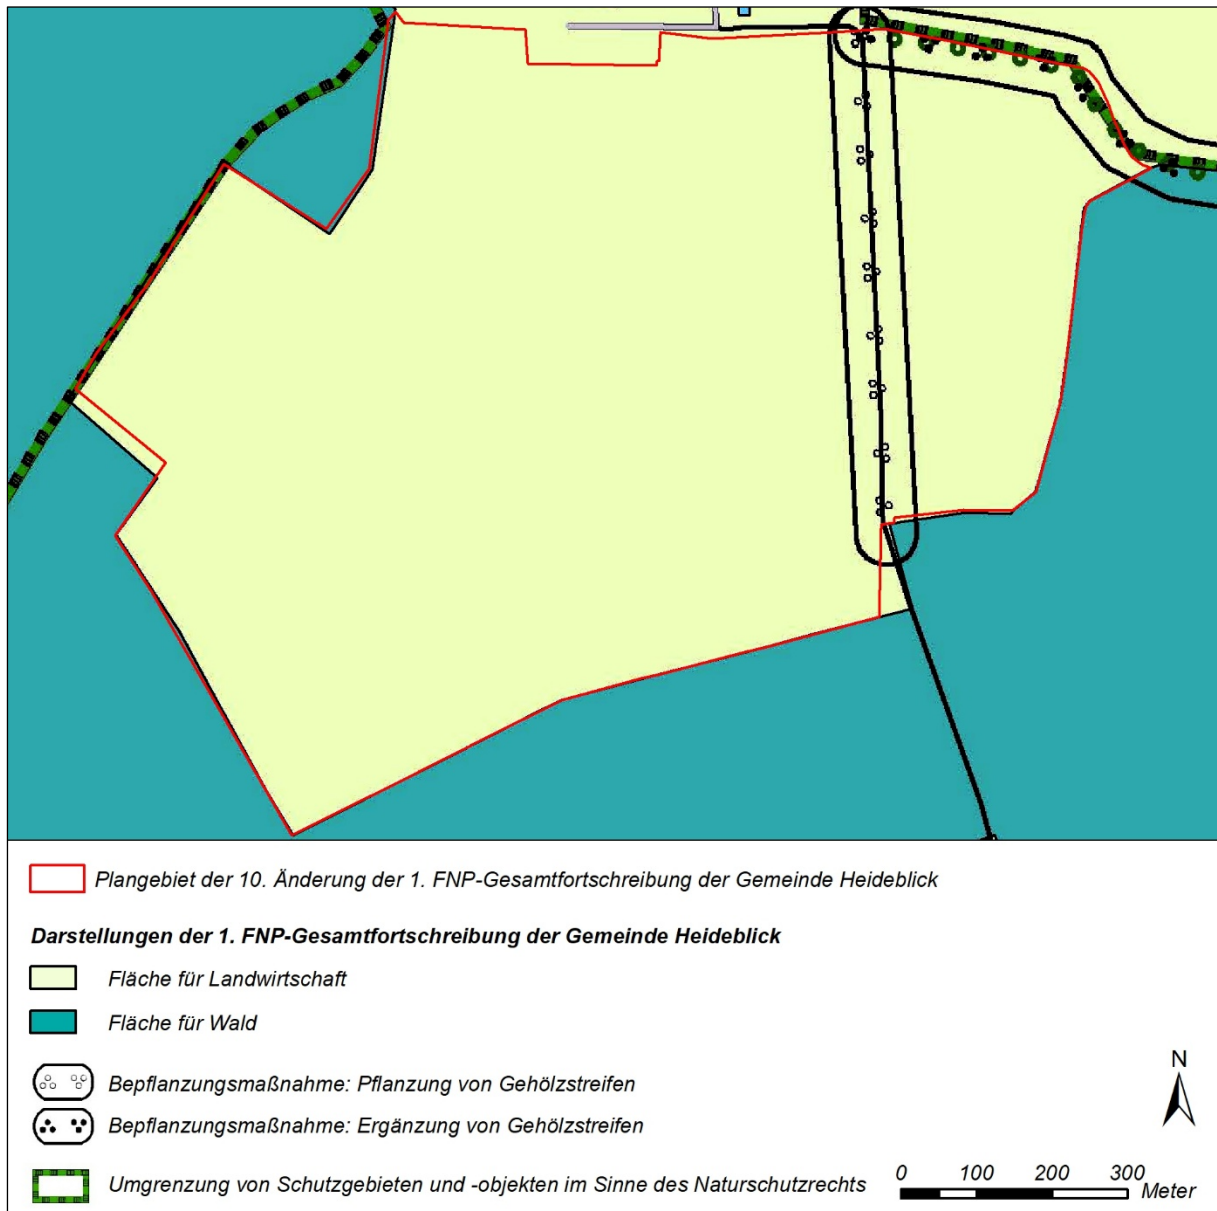 Plangebiet der 10. Änderung der 1. FNP-Gesamtfortschreibung der Gemeinde Heideblick
Darstellungen der 1. FNP-Gesamtfortschreibung der Gemeinde Heideblick
Fläche für Landwirtschaft
Fläche für Wald
Bepflanzungsmaßnahme: Pflanzung von Gehölzstreifen
Bepflanzungsmaßnahme: Ergänzung von Gehölzstreifen
Umgrenzung von Schutzgebieten und -objekten im Sinne des Naturschutzrechts
N
0 100 200 300
Meter